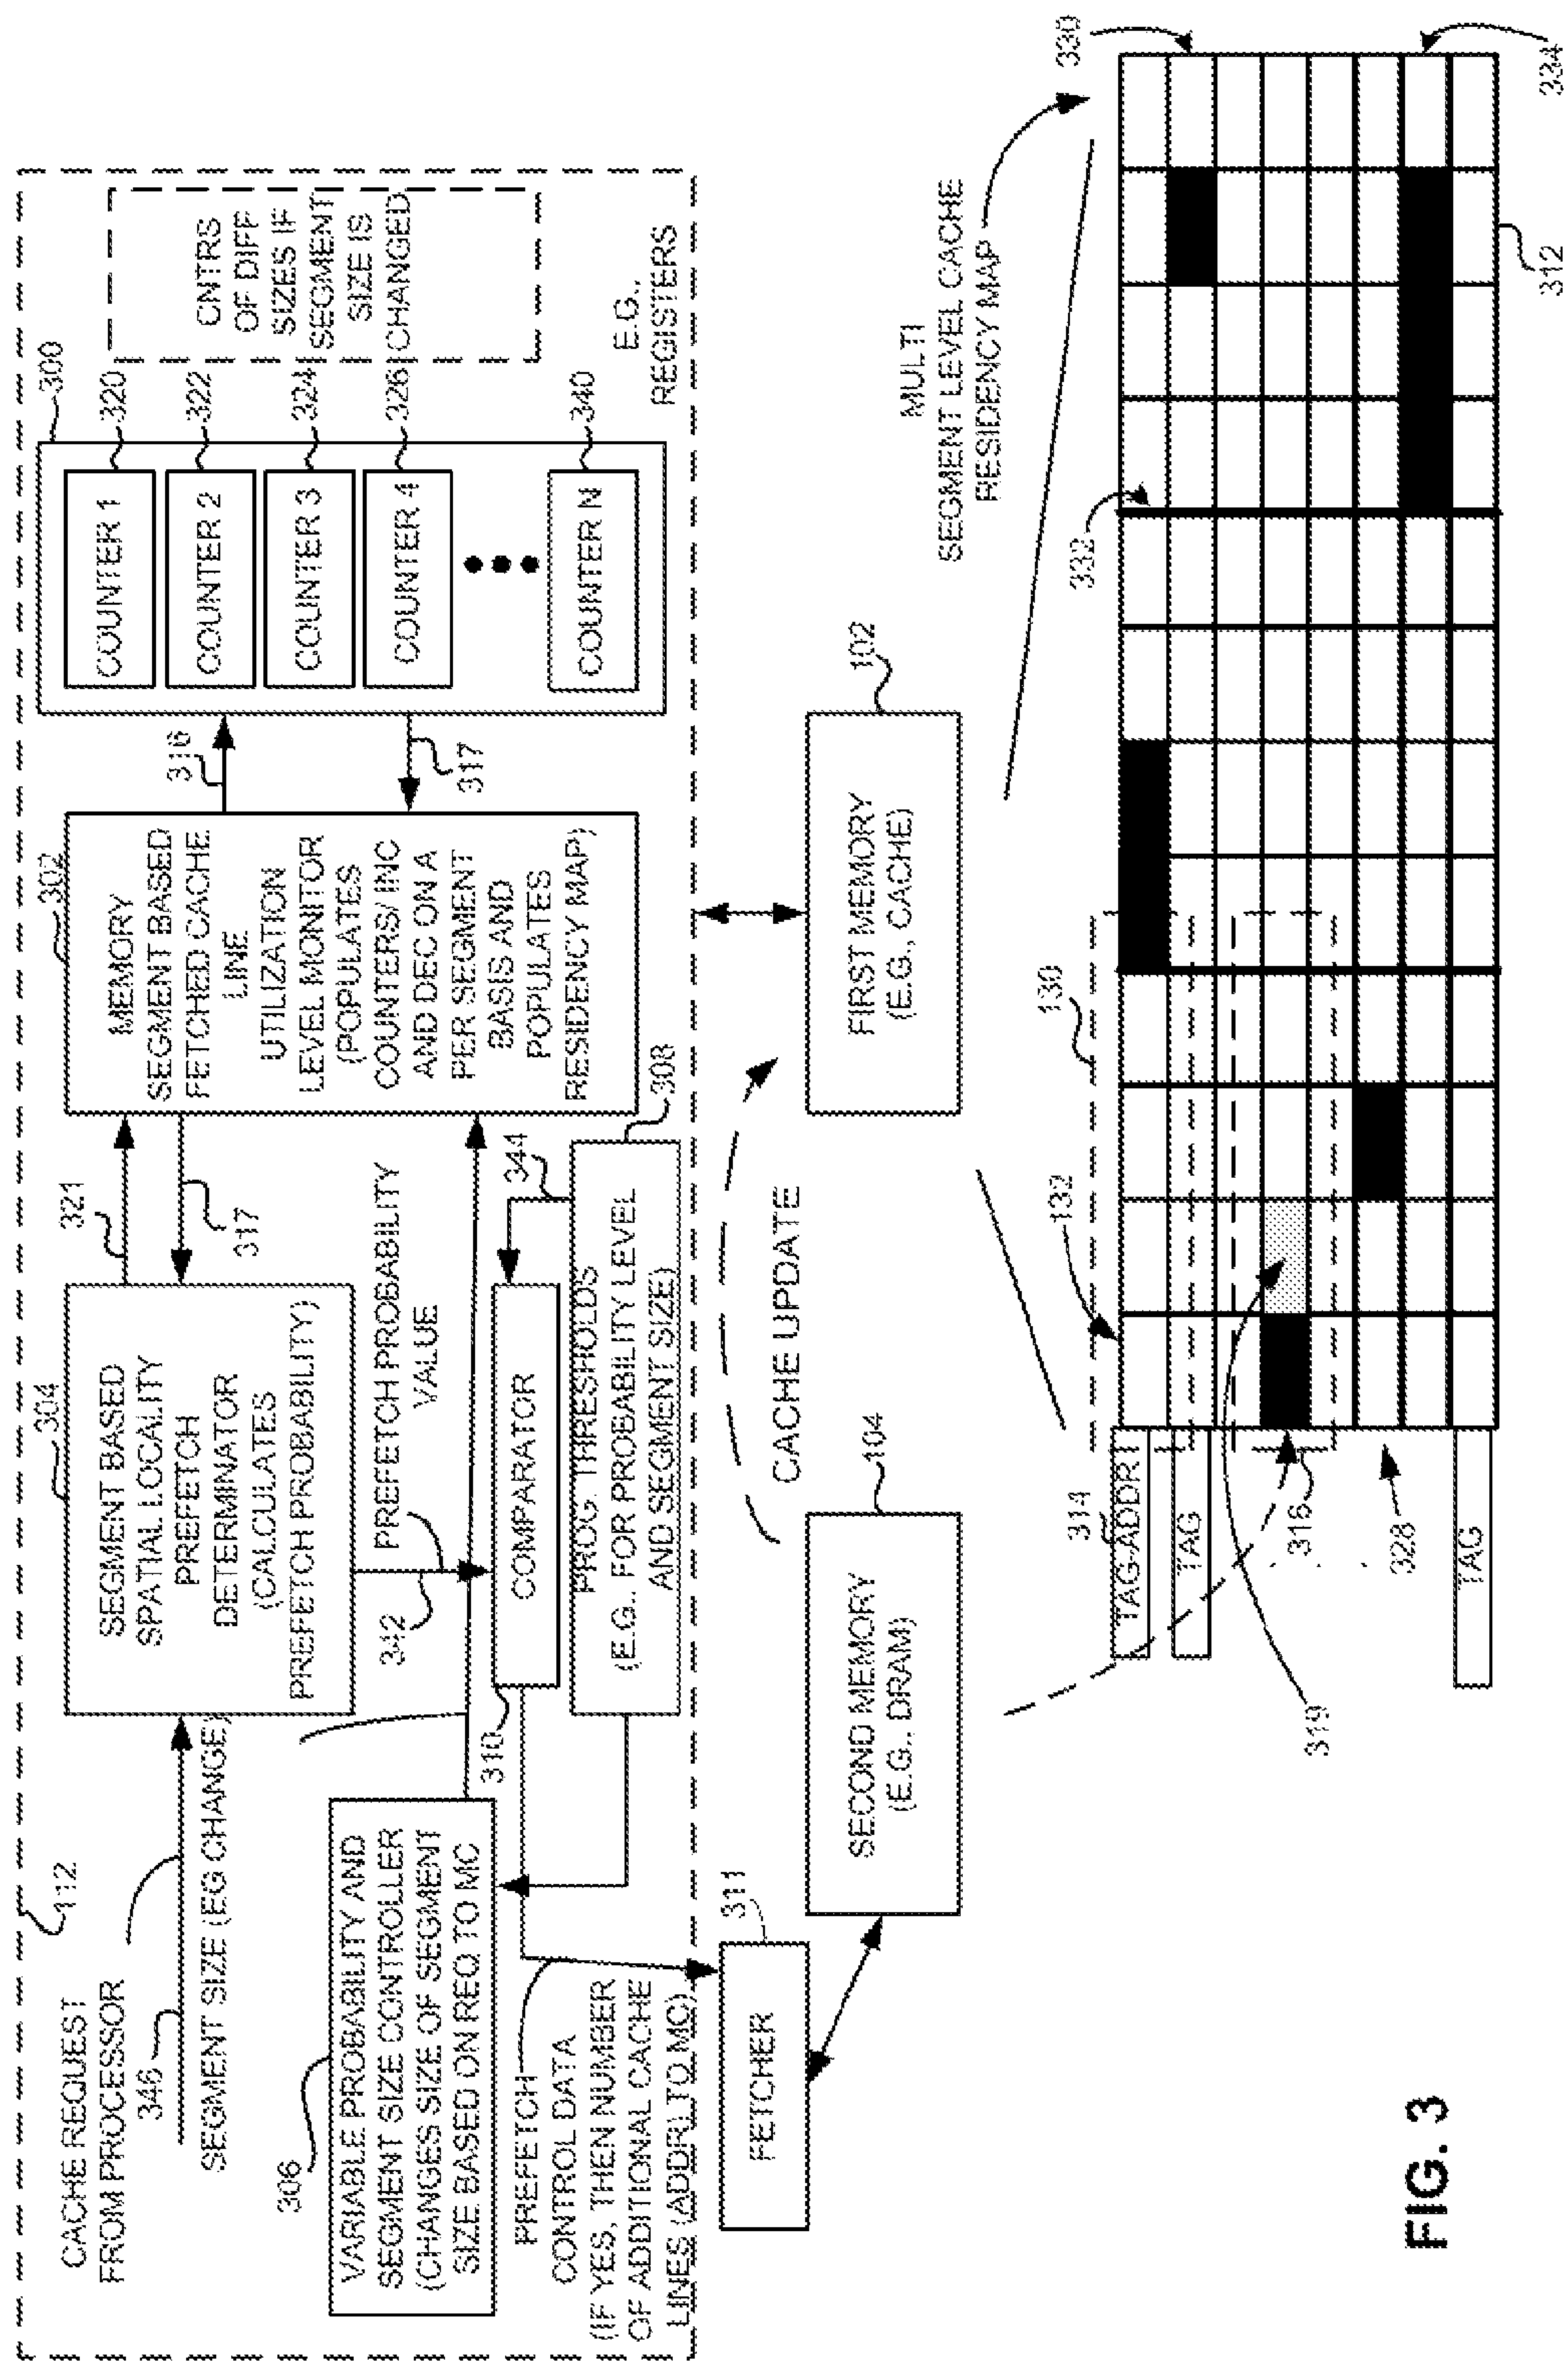 112
CACHE REQUEST
FROM PROCESSOR
346
SEGMENT SIZE (EG CHANGE)
304
SEGMENT BASED
SPATIAL LOCALITY
PREFETCH
DETERMINATOR
(CALCULATES
PREFETCH PROBABILITY)
321
317
302
MEMORY
SEGMENT BASED
FETCHED CACHE
LINE
UTILIZATION
LEVEL MONITOR
(POPULATES
COUNTERS/ INC
AND DEC ON A
PER SEGMENT
BASIS AND
POPULATES
RESIDENCY MAP)
316
317
300
COUNTER 1
320
COUNTER 2
322
COUNTER 3
324
COUNTER 4
326
COUNTER N
340
CNTRS
OF DIFF
SIZES IF
SEGMENT
SIZE IS
CHANGED
E.G.,
REGISTERS
306
VARIABLE PROBABILITY AND
SEGMENT SIZE CONTROLLER
(CHANGES SIZE OF SEGMENT
SIZE BASED ON REQ TO MC
342
PREFETCH PROBABILITY
VALUE
310
COMPARATOR
344
308
PROG. THRESHOLDS
(E.G., FOR PROBABILITY LEVEL
AND SEGMENT SIZE)
PREFETCH
CONTROL DATA
(IF YES, THEN NUMBER
OF ADDITIONAL CACHE
LINES (ADDR) TO MC)
311
FETCHER
104
SECOND MEMORY
(E.G., DRAM)
CACHE UPDATE
102
FIRST MEMORY
(E.G., CACHE)
MULTI
SEGMENT LEVEL CACHE
RESIDENCY MAP
330
332
130
132
314
TAG-ADDR
TAG
316
328
TAG
319
312
334
FIG. 3